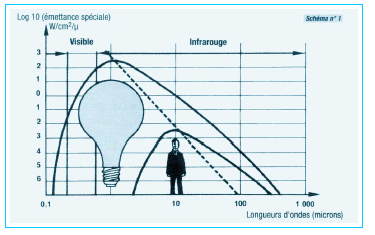 Log 10 (émettance spéciale)
W/cm²/µ
Schéma n° 1
Visible
Infrarouge
3
2
1
0
1
2
3
4
5
6
0.1
1
10
100
1 000
Longueurs d'ondes (microns)